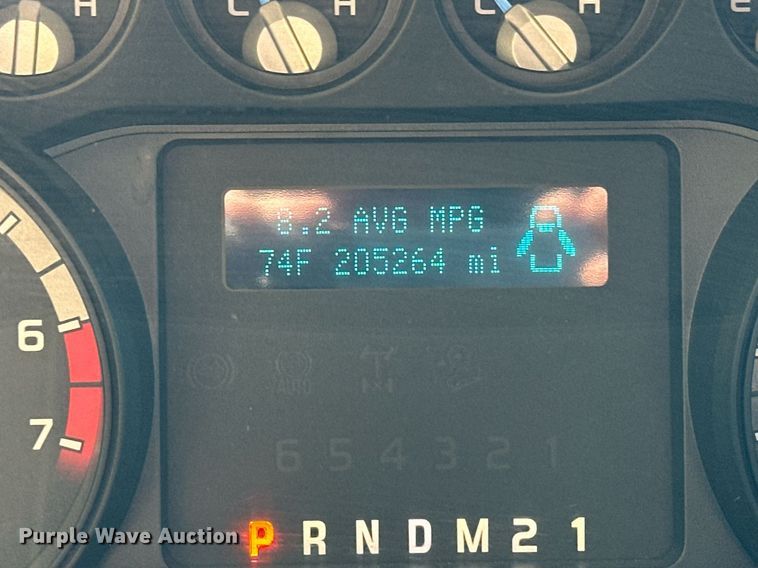 H L H L H E
8.2 AVG MPG
74F 205264 mi
6
7
AUTO
6 5 4 3 2 1
P R N D M 2 1
Purple Wave Auction